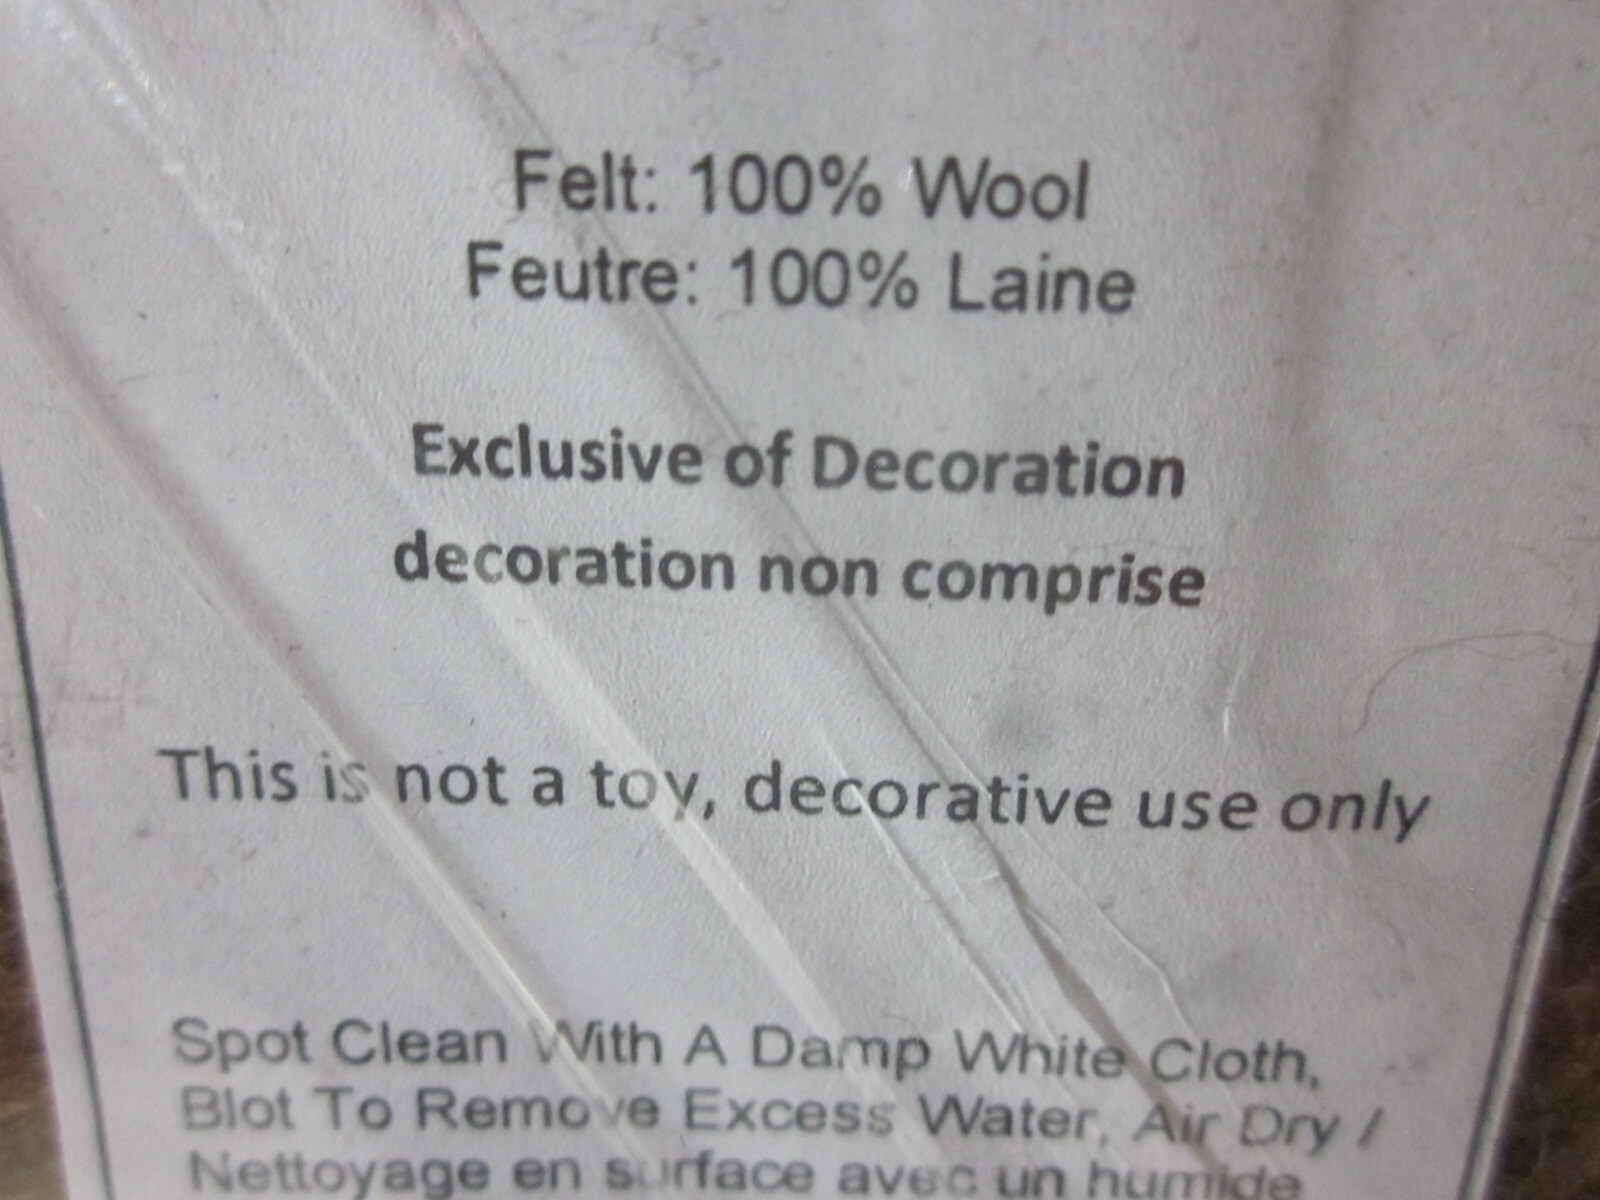 Felt: 100% Wool
Feutre: 100% Laine
Exclusive of Decoration
decoration non comprise
This is not a toy, decorative use only
Spot Clean With A Damp White Cloth,
Blot To Remove Excess Water, Air Dry /
Nettoyage en surface avec un humide